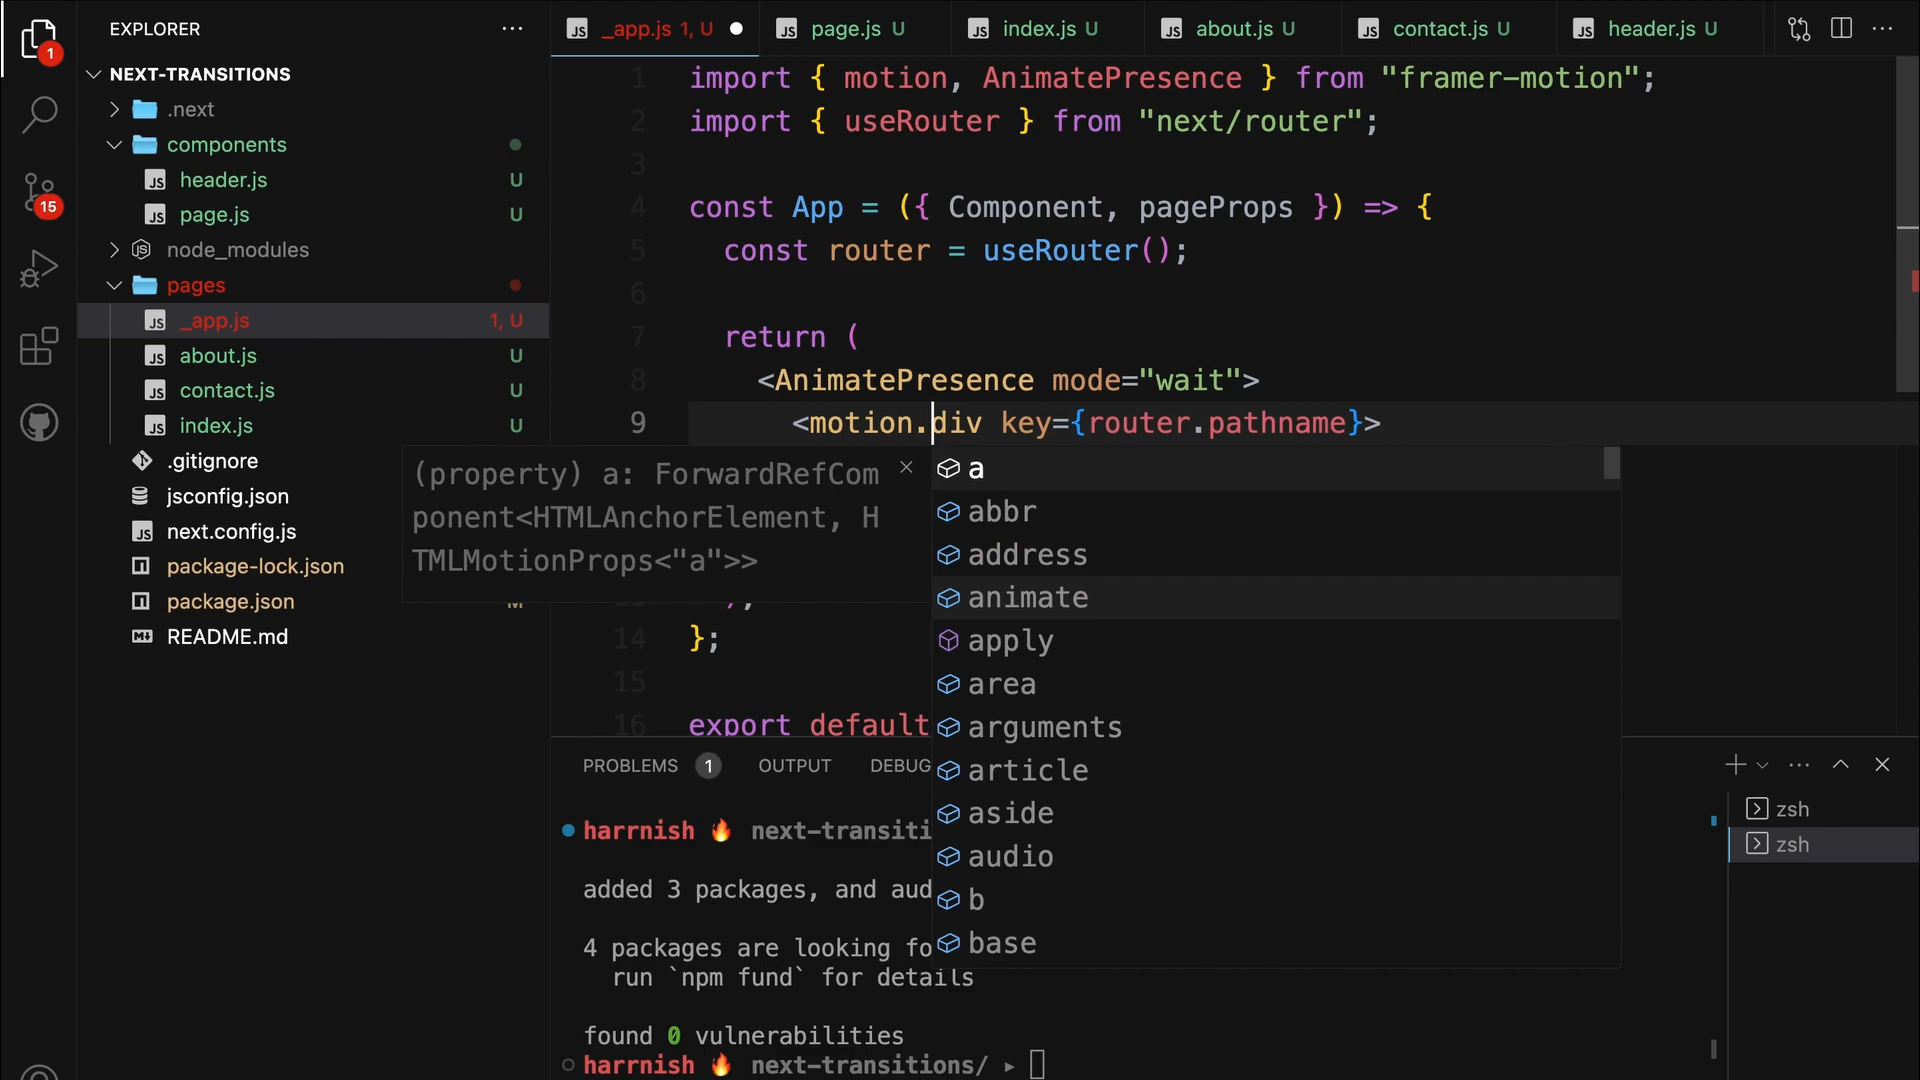 EXPLORER
NEXT-TRANSITIONS
.next
components
header.js U
page.js U
node_modules
pages
_app.js 1, U
about.js U
contact.js U
index.js U
.gitignore
jsconfig.json
next.config.js
package-lock.json
package.json M
README.md
1
15
_app.js 1, U
page.js U
index.js U
about.js U
contact.js U
header.js U
1 import { motion, AnimatePresence } from "framer-motion";
2 import { useRouter } from "next/router";
3
4 const App = ({ Component, pageProps }) => {
5 const router = useRouter();
6
7 return (
8 <AnimatePresence mode="wait">
9 <motion.div key={router.pathname}>
14 };
15
16 export default
(property) a: ForwardRefCom
ponent<HTMLAnchorElement, H
TMLMotionProps<"a">>
a
abbr
address
animate
apply
area
arguments
article
aside
audio
b
base
PROBLEMS 1 OUTPUT DEBUG
harrnish 🔥 next-transiti
added 3 packages, and aud
4 packages are looking fo
run `npm fund` for details
found 0 vulnerabilities
harrnish 🔥 next-transitions/ ▸
zsh
zsh